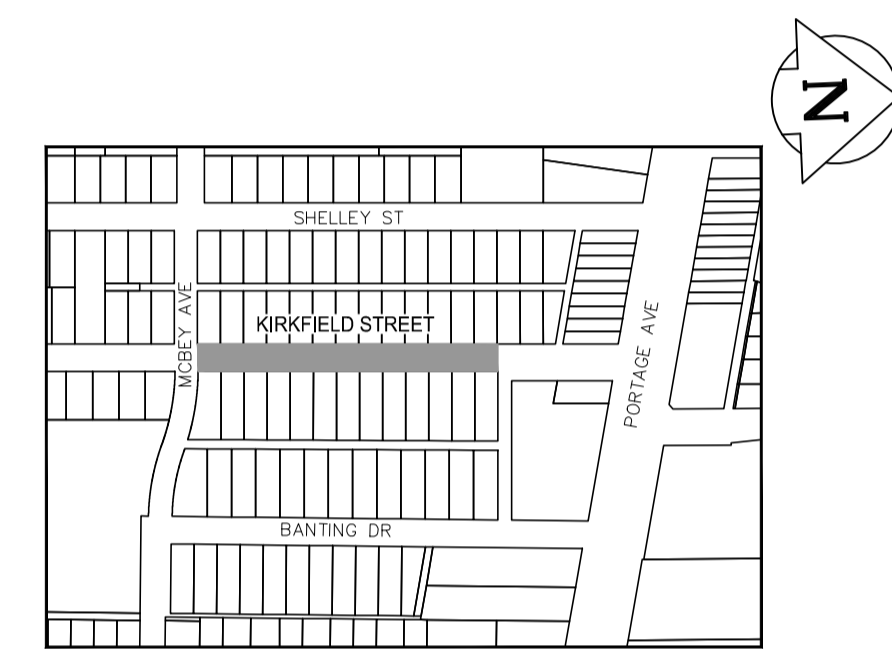 N
SHELLEY ST
MCBEY AVE
KIRKFIELD STREET
PORTAGE AVE
BANTING DR